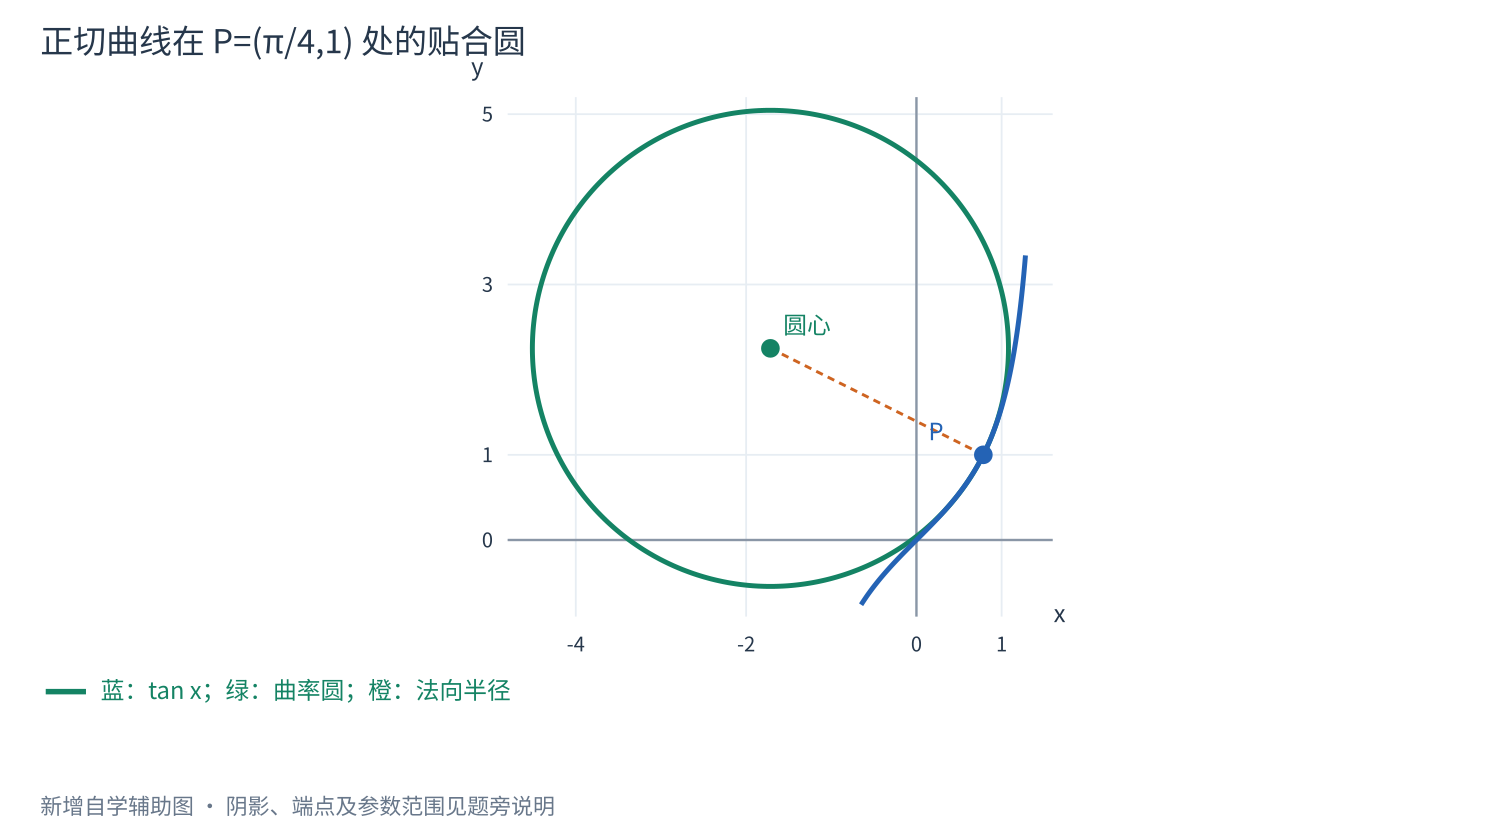 正切曲线在 P=(π/4,1) 处的贴合圆
y
5
3
1
0
圆心
P
x
-4 -2 0 1
蓝：tan x；绿：曲率圆；橙：法向半径
新增自学辅助图 · 阴影、端点及参数范围见题旁说明